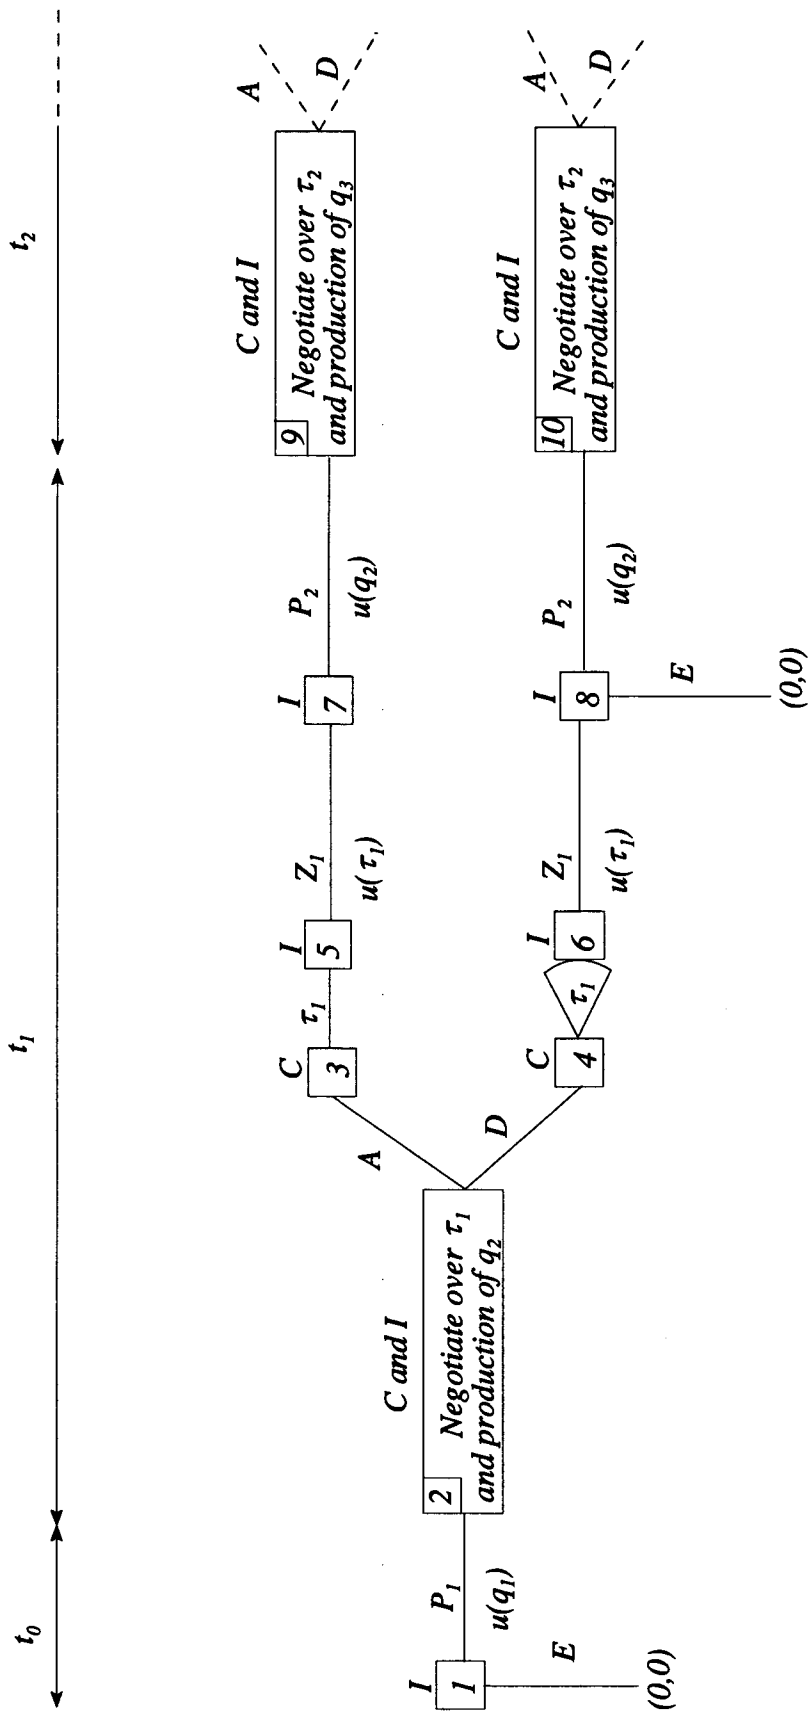 t₀
t₁
t₂
I
1
P₁
u(q₁)
E
(0,0)
C and I
2
Negotiate over τ₁
and production of q₂
A
D
C
3
τ₁
I
5
Z₁
u(τ₁)
I
7
P₂
u(q₂)
C and I
9
Negotiate over τ₂
and production of q₃
A
D
C
4
τ₁
I
6
Z₁
u(τ₁)
I
8
P₂
u(q₂)
E
(0,0)
C and I
10
Negotiate over τ₂
and production of q₃
A
D